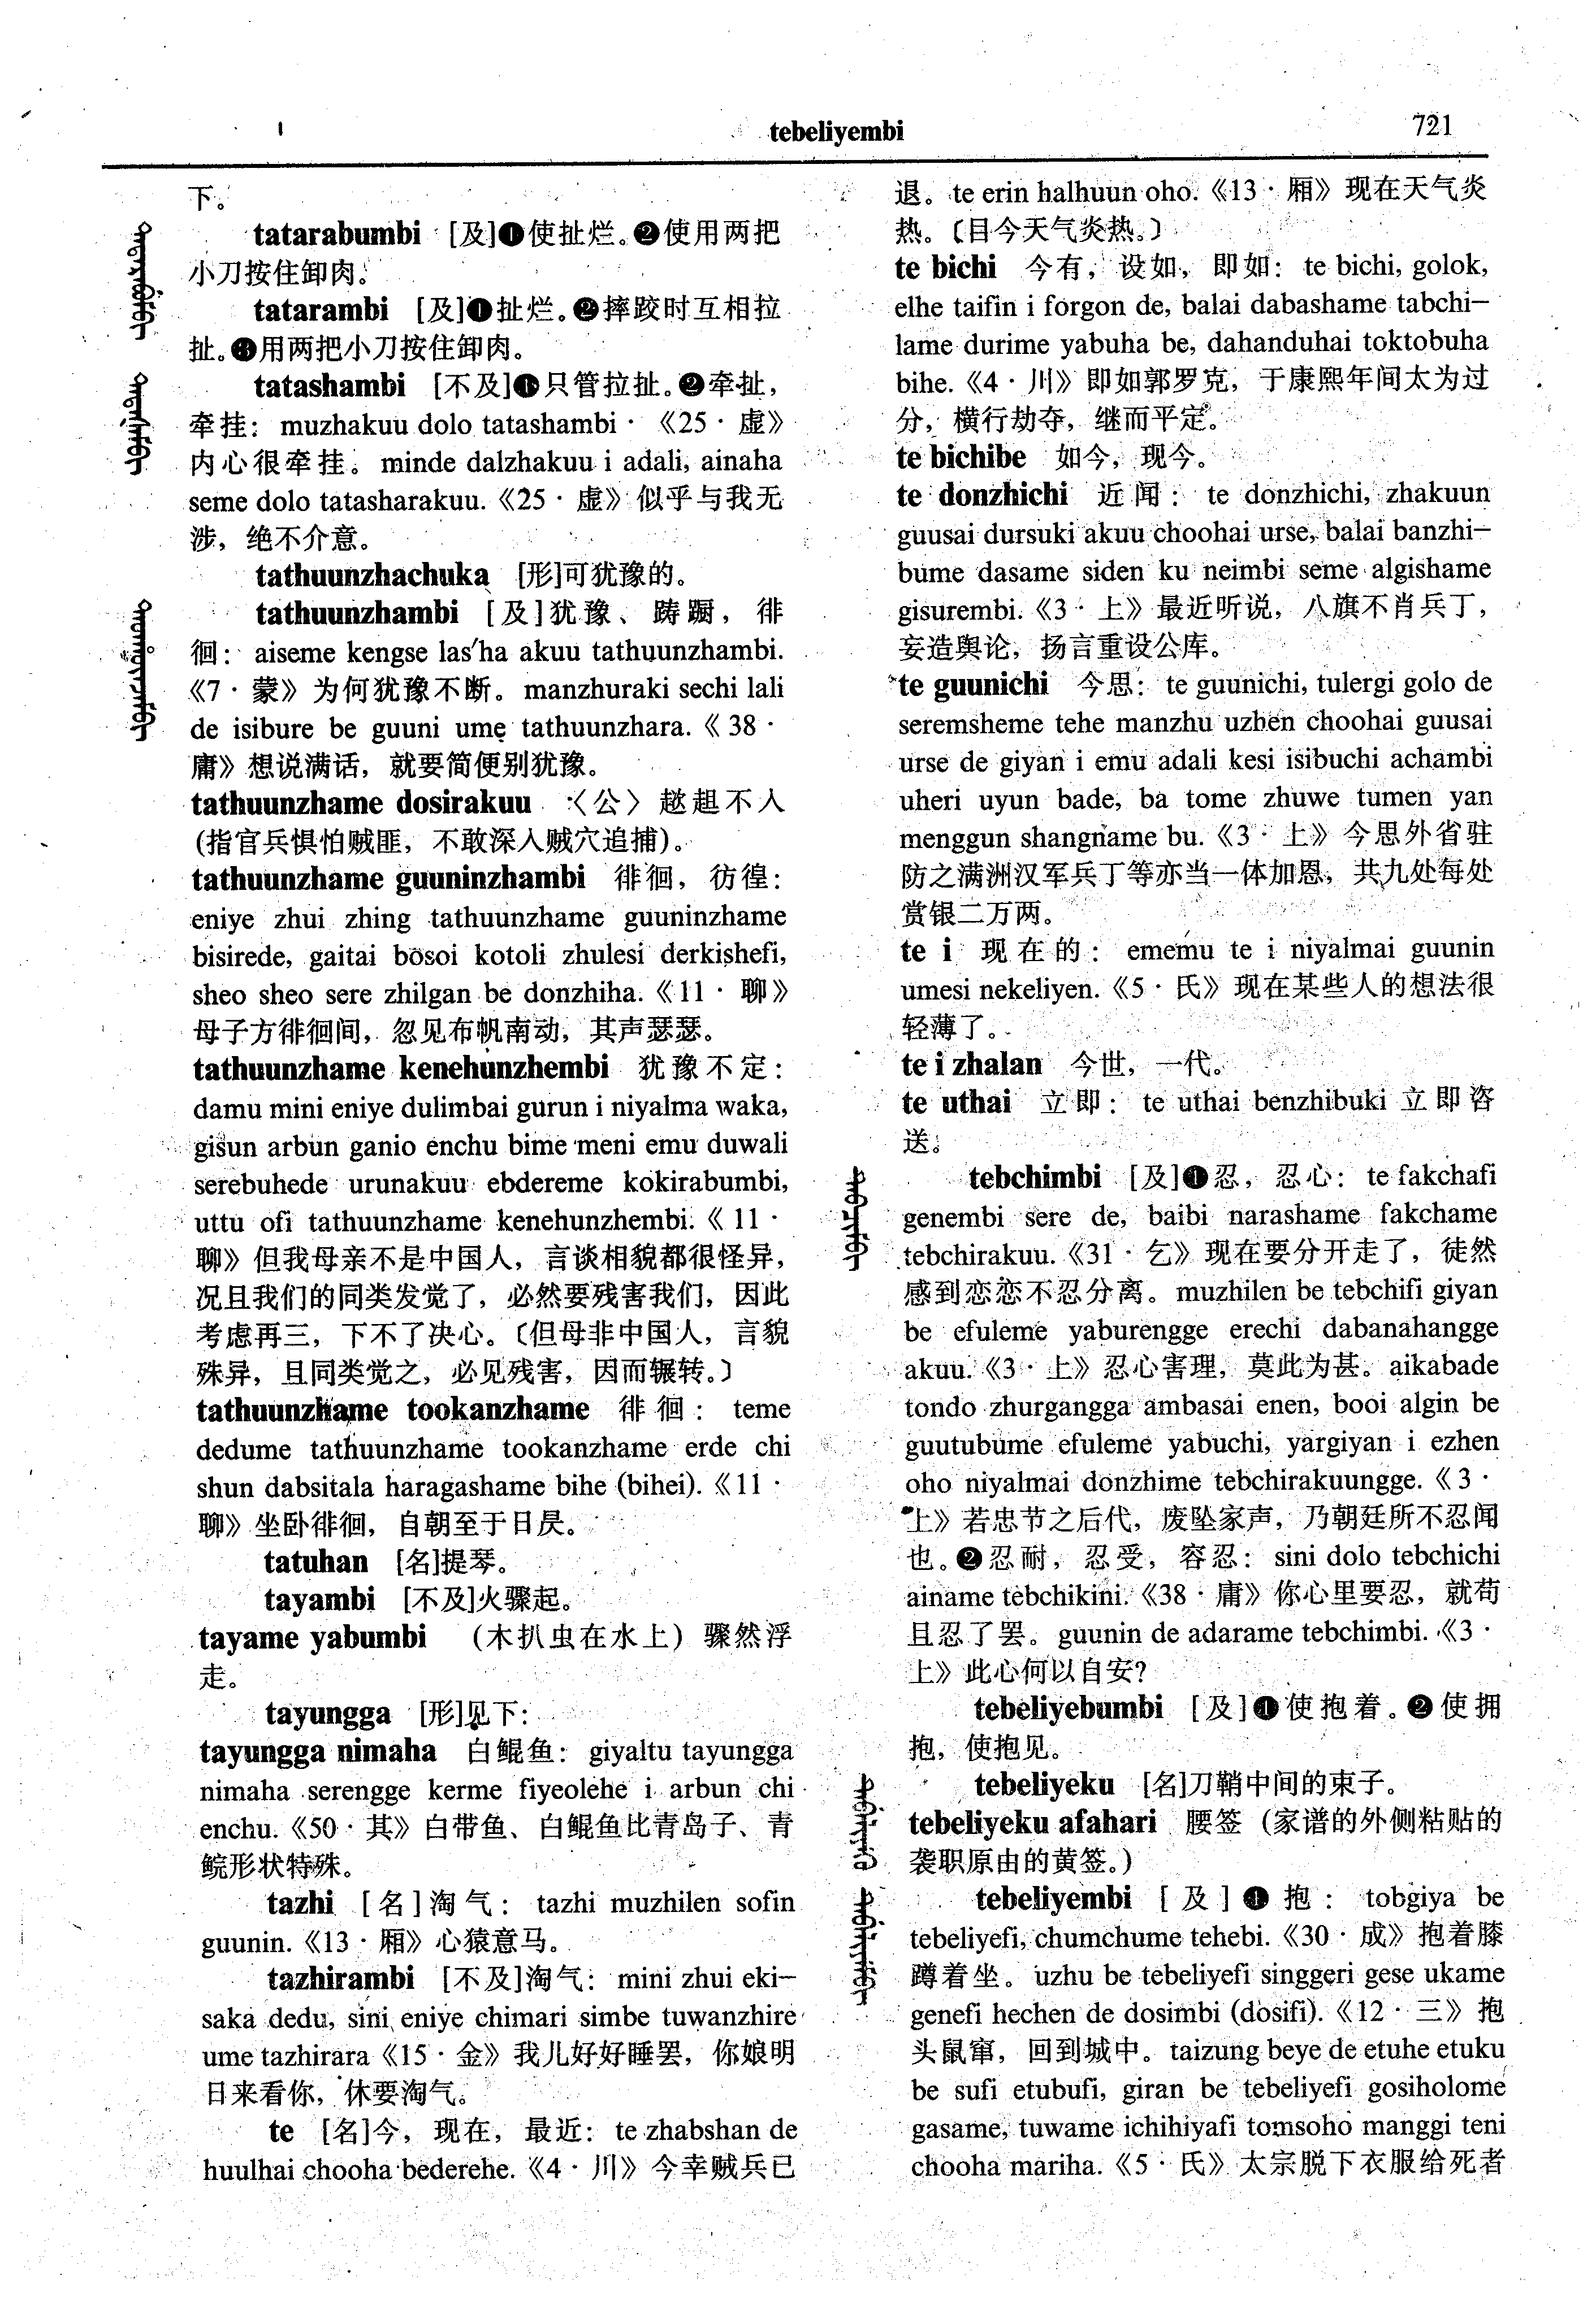 tebeliyembi
721
下。
tatarabumbi [及]❶使扯烂。❷使用两把
小刀按住卸肉。
tatarambi [及]❶扯烂。❷摔跤时互相拉
扯。❸用两把小刀按住卸肉。
tatashambi [不及]❶只管拉扯。❷牵扯，
牵挂： muzhakuu dolo tatashambi · 《25 · 虚》
内心很牵挂。 minde dalzhakuu i adali, ainaha
seme dolo tatasharakuu.《25 · 虚》似乎与我无
涉，绝不介意。
tathuunzhachuka [形]可犹豫的。
tathuunzhambi [及]犹豫、踌蹰，徘
徊： aiseme kengse las′ha akuu tathuunzhambi.
《7 · 蒙》为何犹豫不断。manzhuraki sechi lali
de isibure be guuni ume tathuunzhara.《38 ·
庸》想说满话，就要简便别犹豫。
tathuunzhame dosirakuu 〈公〉趑趄不入
(指官兵惧怕贼匪，不敢深入贼穴追捕)。
tathuunzhame guuninzhambi 徘徊，彷徨：
eniye zhui zhing tathuunzhame guuninzhame
bisirede, gaitai bosoi kotoli zhulesi derkishefi,
sheo sheo sere zhilgan be donzhiha.《11 · 聊》
母子方徘徊间，忽见布帆南动，其声瑟瑟。
tathuunzhame kenehunzhembi 犹豫不定：
damu mini eniye dulimbai gurun i niyalma waka,
gisun arbun ganio enchu bime meni emu duwali
serebuhede urunakuu ebdereme kokirabumbi,
uttu ofi tathuunzhame kenehunzhembi.《11 ·
聊》但我母亲不是中国人，言谈相貌都很怪异，
况且我们的同类发觉了，必然要残害我们，因此
考虑再三，下不了决心。〔但母非中国人，言貌
殊异，且同类觉之，必见残害，因而辗转。〕
tathuunzhame tookanzhame 徘徊： teme
dedume tathuunzhame tookanzhame erde chi
shun dabsitala haragashame bihe (bihei).《11 ·
聊》坐卧徘徊，自朝至于日昃。
tatuhan [名]提琴。
tayambi [不及]火骤起。
tayame yabumbi （木扒虫在水上）骤然浮
走。
tayungga [形]见下：
tayungga nimaha 白鲲鱼： giyaltu tayungga
nimaha serengge kerme fiyeolehe i arbun chi
enchu.《50 · 其》白带鱼、白鲲鱼比青岛子、青
鲩形状特殊。
tazhi [名]淘气： tazhi muzhilen sofin
guunin.《13 · 厢》心猿意马。
tazhirambi [不及]淘气： mini zhui eki-
saka dedu, sini eniye chimari simbe tuwanzhire
ume tazhirara《15 · 金》我儿好好睡罢，你娘明
日来看你，休要淘气。
te [名]今，现在，最近： te zhabshan de
huulhai chooha bederehe.《4 · 川》今幸贼兵已
退。te erin halhuun oho.《13 · 厢》现在天气炎
热。〔目今天气炎热。〕
te bichi 今有，设如，即如： te bichi, golok,
elhe taifin i forgon de, balai dabashame tabchi-
lame durime yabuha be, dahanduhai toktobuha
bihe.《4 · 川》即如郭罗克，于康熙年间太为过
分，横行劫夺，继而平定。
te bichibe 如今，现今。
te donzhichi 近闻： te donzhichi, zhakuun
guusai dursuki akuu choohai urse, balai banzhi-
bume dasame siden ku neimbi seme algishame
gisurembi.《3 · 上》最近听说，八旗不肖兵丁，
妄造舆论，扬言重设公库。
te guunichi 今思： te guunichi, tulergi golo de
seremsheme tehe manzhu uzhen choohai guusai
urse de giyan i emu adali kesi isibuchi achambi
uheri uyun bade, ba tome zhuwe tumen yan
menggun shangname bu.《3 · 上》今思外省驻
防之满洲汉军兵丁等亦当一体加恩，共九处每处
赏银二万两。
te i 现在的： ememu te i niyalmai guunin
umesi nekeliyen.《5 · 氏》现在某些人的想法很
轻薄了。
te i zhalan 今世，一代。
te uthai 立即： te uthai benzhibuki 立即咨
送。
tebchimbi [及]❶忍，忍心： te fakchafi
genembi sere de, baibi narashame fakchame
tebchirakuu.《31 · 乞》现在要分开走了，徒然
感到恋恋不忍分离。muzhilen be tebchifi giyan
be efuleme yaburengge erechi dabanahangge
akuu.《3 · 上》忍心害理，莫此为甚。aikabade
tondo zhurgangga ambasai enen, booi algin be
guutubume efuleme yabuchi, yargiyan i ezhen
oho niyalmai donzhime tebchirakuungge.《3 ·
上》若忠节之后代，废坠家声，乃朝廷所不忍闻
也。❷忍耐，忍受，容忍： sini dolo tebchichi
ainame tebchikini.《38 · 庸》你心里要忍，就苟
且忍了罢。guunin de adarame tebchimbi.《3 ·
上》此心何以自安?
tebeliyebumbi [及]❶使抱着。❷使拥
抱，使抱见。
tebeliyeku [名]刀鞘中间的束子。
tebeliyeku afahari 腰签（家谱的外侧粘贴的
袭职原由的黄签。）
tebeliyembi [及]❶抱： tobgiya be
tebeliyefi, chumchume tehebi.《30 · 成》抱着膝
蹲着坐。uzhu be tebeliyefi singgeri gese ukame
genefi hechen de dosimbi (dosifi).《12 · 三》抱
头鼠窜，回到城中。taizung beye de etuhe etuku
be sufi etubufi, giran be tebeliyefi gosiholome
gasame, tuwame ichihiyafi tomsoho manggi teni
chooha mariha.《5 · 氏》太宗脱下衣服给死者